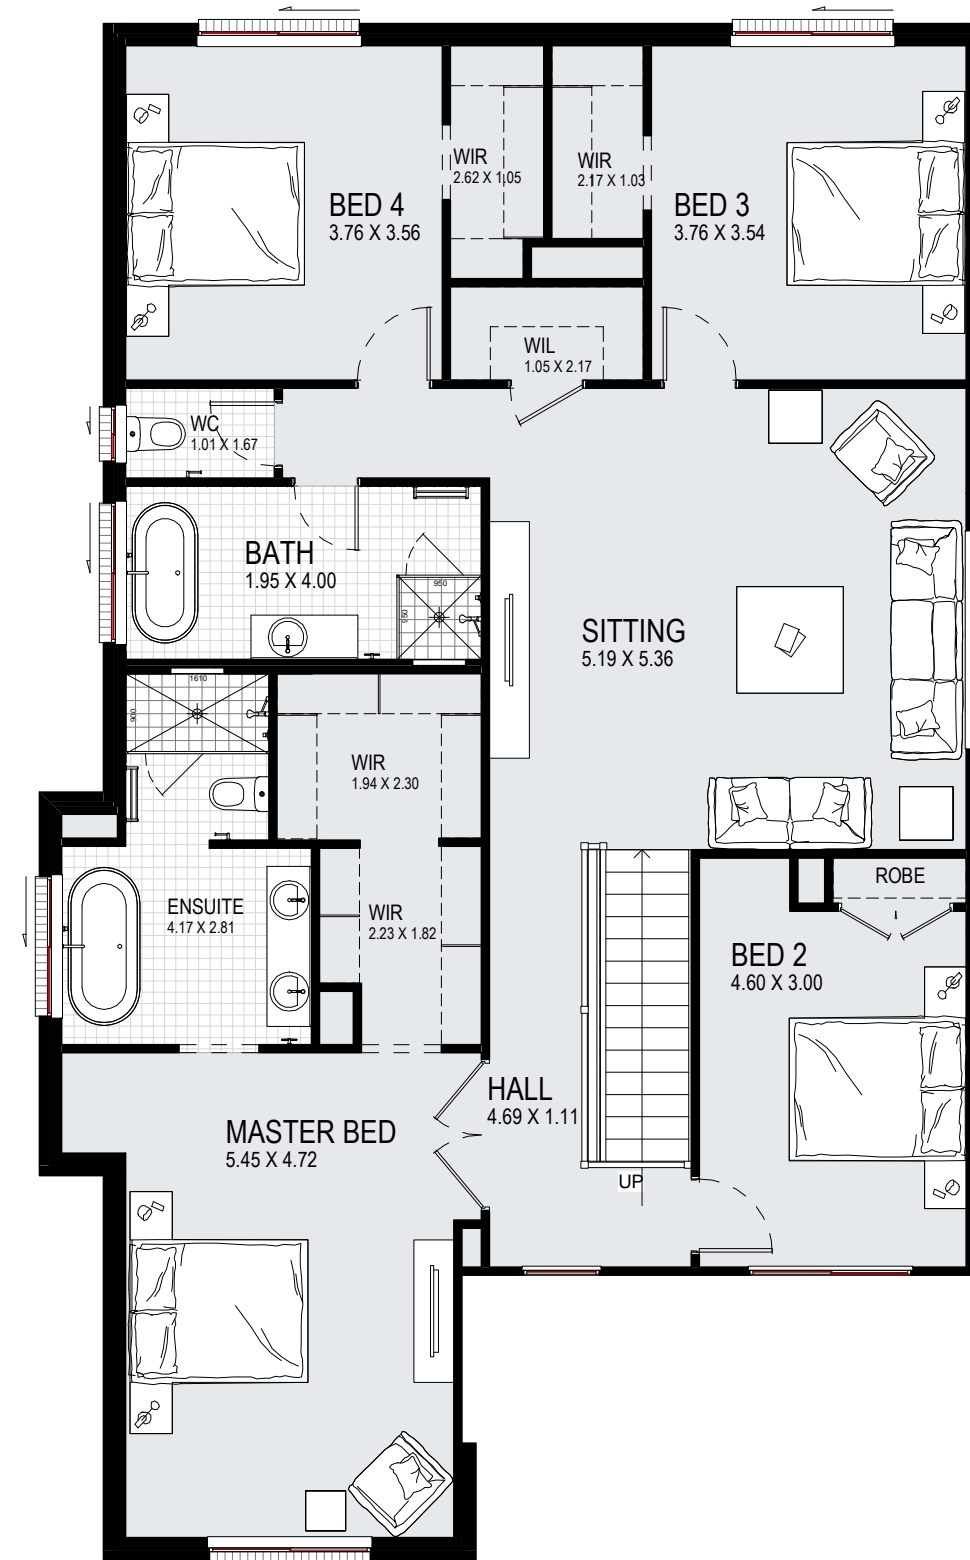 WIR
2.62 X 1.05
WIR
2.17 X 1.03
BED 4
3.76 X 3.56
BED 3
3.76 X 3.54
WIL
1.05 X 2.17
WC
1.01 X 1.67
BATH
1.95 X 4.00
950
950
SITTING
5.19 X 5.36
1610
900
WIR
1.94 X 2.30
ROBE
ENSUITE
4.17 X 2.81
WIR
2.23 X 1.82
BED 2
4.60 X 3.00
HALL
4.69 X 1.11
MASTER BED
5.45 X 4.72
UP